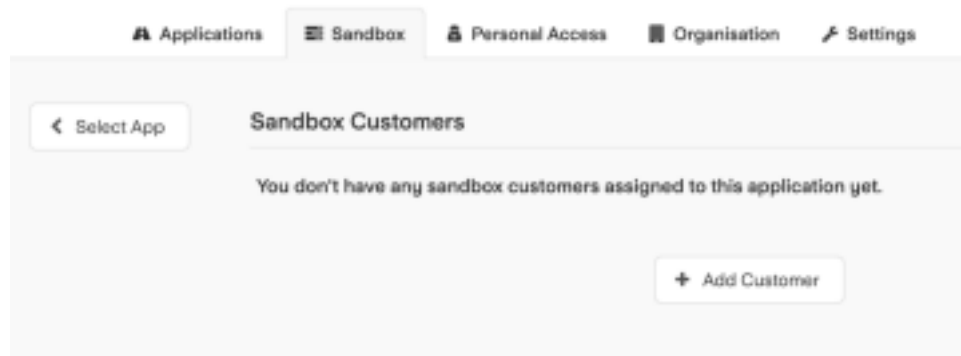 Applications Sandbox Personal Access Organisation Settings
Select App
Sandbox Customers
You don't have any sandbox customers assigned to this application yet.
Add Customer